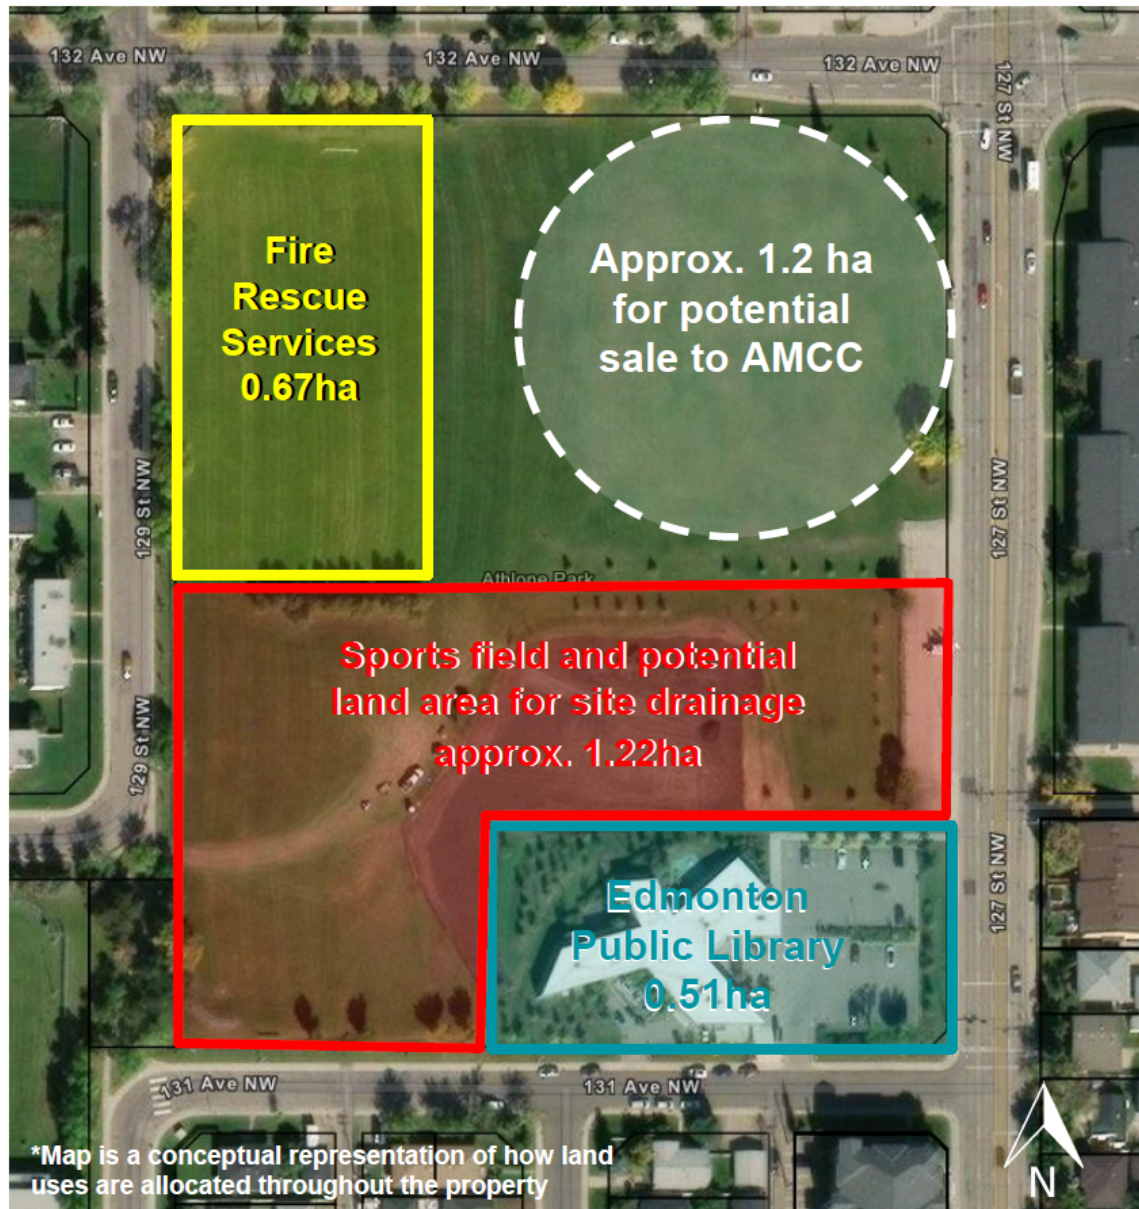 132 Ave NW
132 Ave NW
132 Ave NW
127 St NW
Fire
Rescue
Services
0.67ha
Approx. 1.2 ha
for potential
sale to AMCC
129 St NW
127 St NW
Athlone Park
Sports field and potential
land area for site drainage
approx. 1.22ha
129 St NW
127 St NW
Edmonton
Public Library
0.51ha
131 Ave NW
131 Ave NW
*Map is a conceptual representation of how land
uses are allocated throughout the property
N